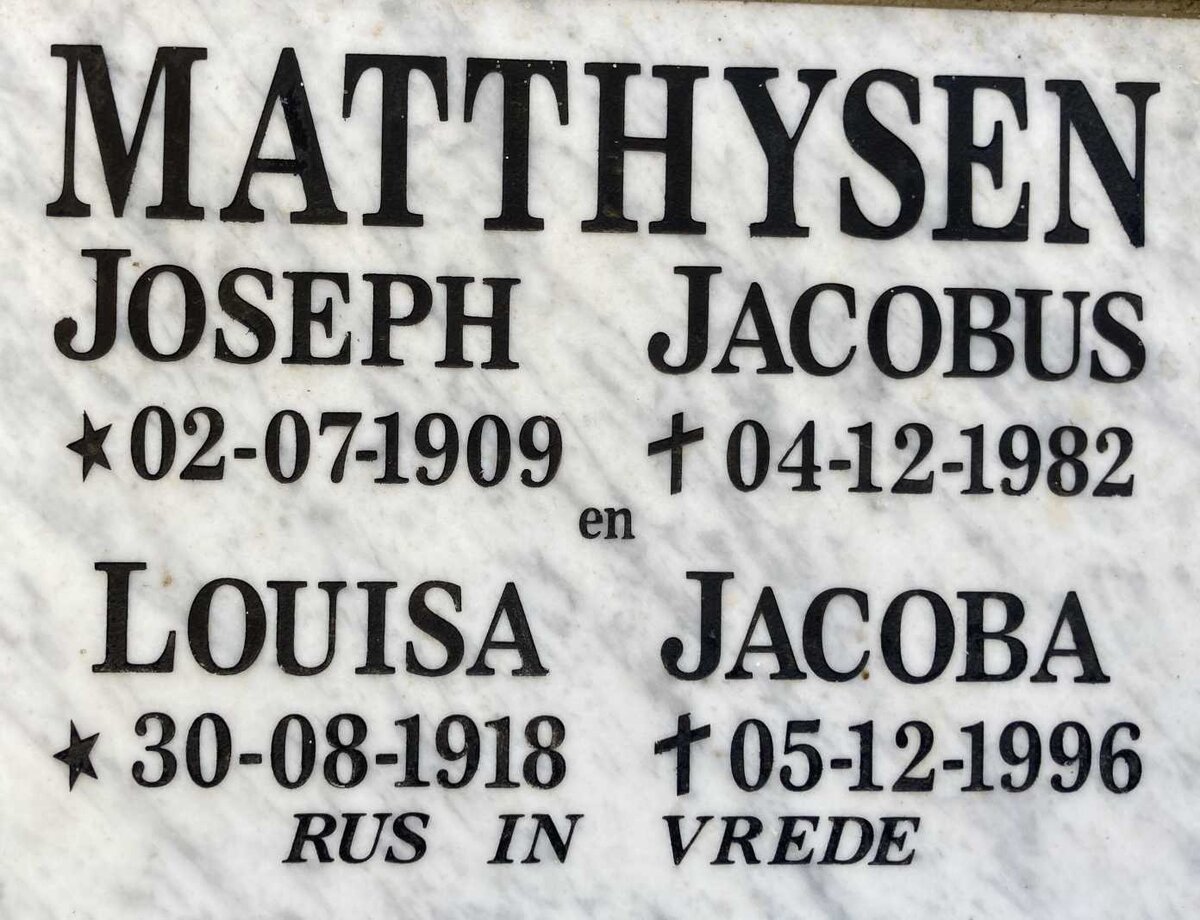 MATTHYSEN
JOSEPH JACOBUS
★ 02-07-1909 † 04-12-1982
en
LOUISA JACOBA
★ 30-08-1918 † 05-12-1996
RUS IN VREDE